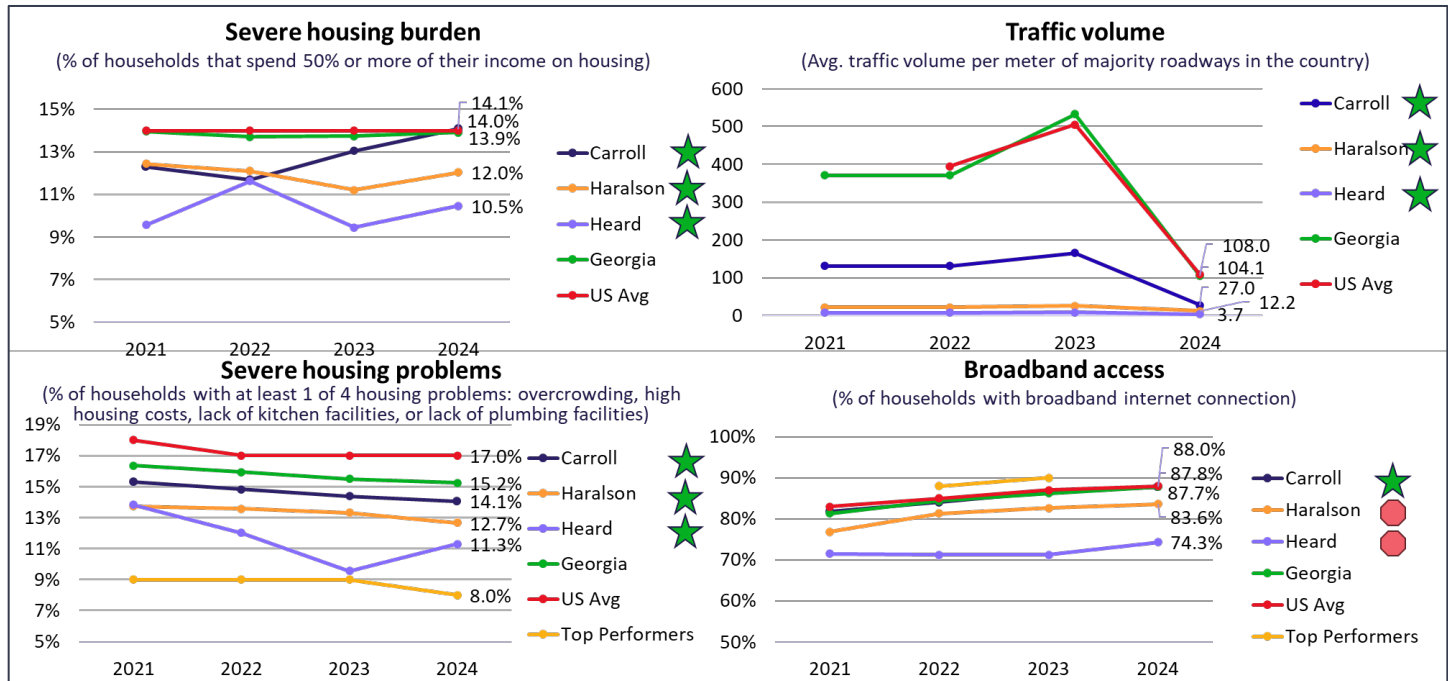 Severe housing burden
(% of households that spend 50% or more of their income on housing)
15%
13%
11%
9%
7%
5%
2021 2022 2023 2024
14.1%
14.0%
13.9%
12.0%
10.5%
Carroll
Haralson
Heard
Georgia
US Avg
Traffic volume
(Avg. traffic volume per meter of majority roadways in the country)
600
500
400
300
200
100
0
2021 2022 2023 2024
108.0
104.1
27.0
12.2
3.7
Carroll
Haralson
Heard
Georgia
US Avg
Severe housing problems
(% of households with at least 1 of 4 housing problems: overcrowding, high
housing costs, lack of kitchen facilities, or lack of plumbing facilities)
19%
17%
15%
13%
11%
9%
7%
5%
2021 2022 2023 2024
17.0%
15.2%
14.1%
12.7%
11.3%
8.0%
Carroll
Haralson
Heard
Georgia
US Avg
Top Performers
Broadband access
(% of households with broadband internet connection)
100%
90%
80%
70%
60%
50%
2021 2022 2023 2024
88.0%
87.8%
87.7%
83.6%
74.3%
Carroll
Haralson
Heard
Georgia
US Avg
Top Performers